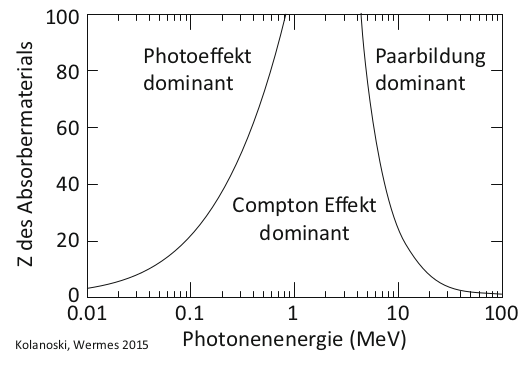 100
80
60
40
20
0
Z des Absorbermaterials
Photoeffekt
dominant
Paarbildung
dominant
Compton Effekt
dominant
0.01
0.1
1
10
100
Photonenenergie (MeV)
Kolanoski, Wermes 2015